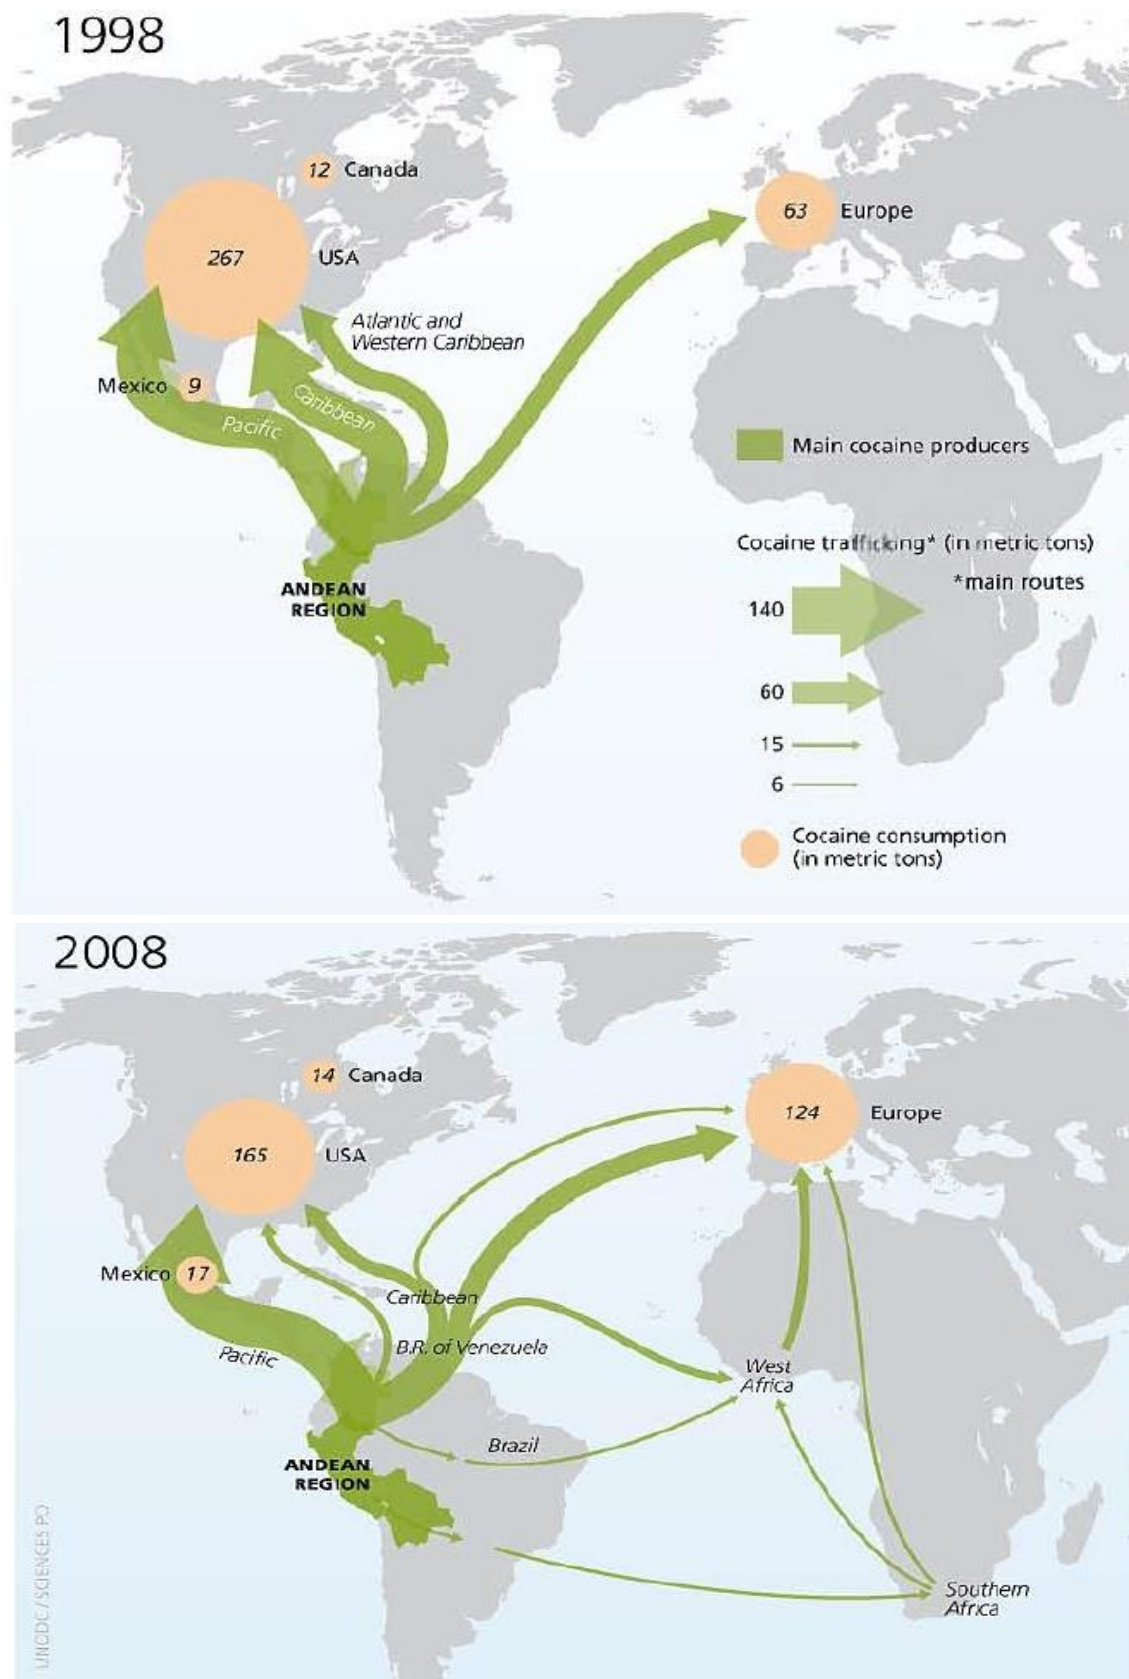 1998
12 Canada
267 USA
63 Europe
Atlantic and
Western Caribbean
Mexico 9
Caribbean
Pacific
Main cocaine producers
Cocaine trafficking* (in metric tons)
*main routes
140
60
15
6
ANDEAN
REGION
Cocaine consumption
(in metric tons)
2008
14 Canada
124 Europe
165 USA
Mexico 17
Caribbean
B.R. of Venezuela
Pacific
West
Africa
Brazil
ANDEAN
REGION
Southern
Africa
UNODC / SCIENCES PO